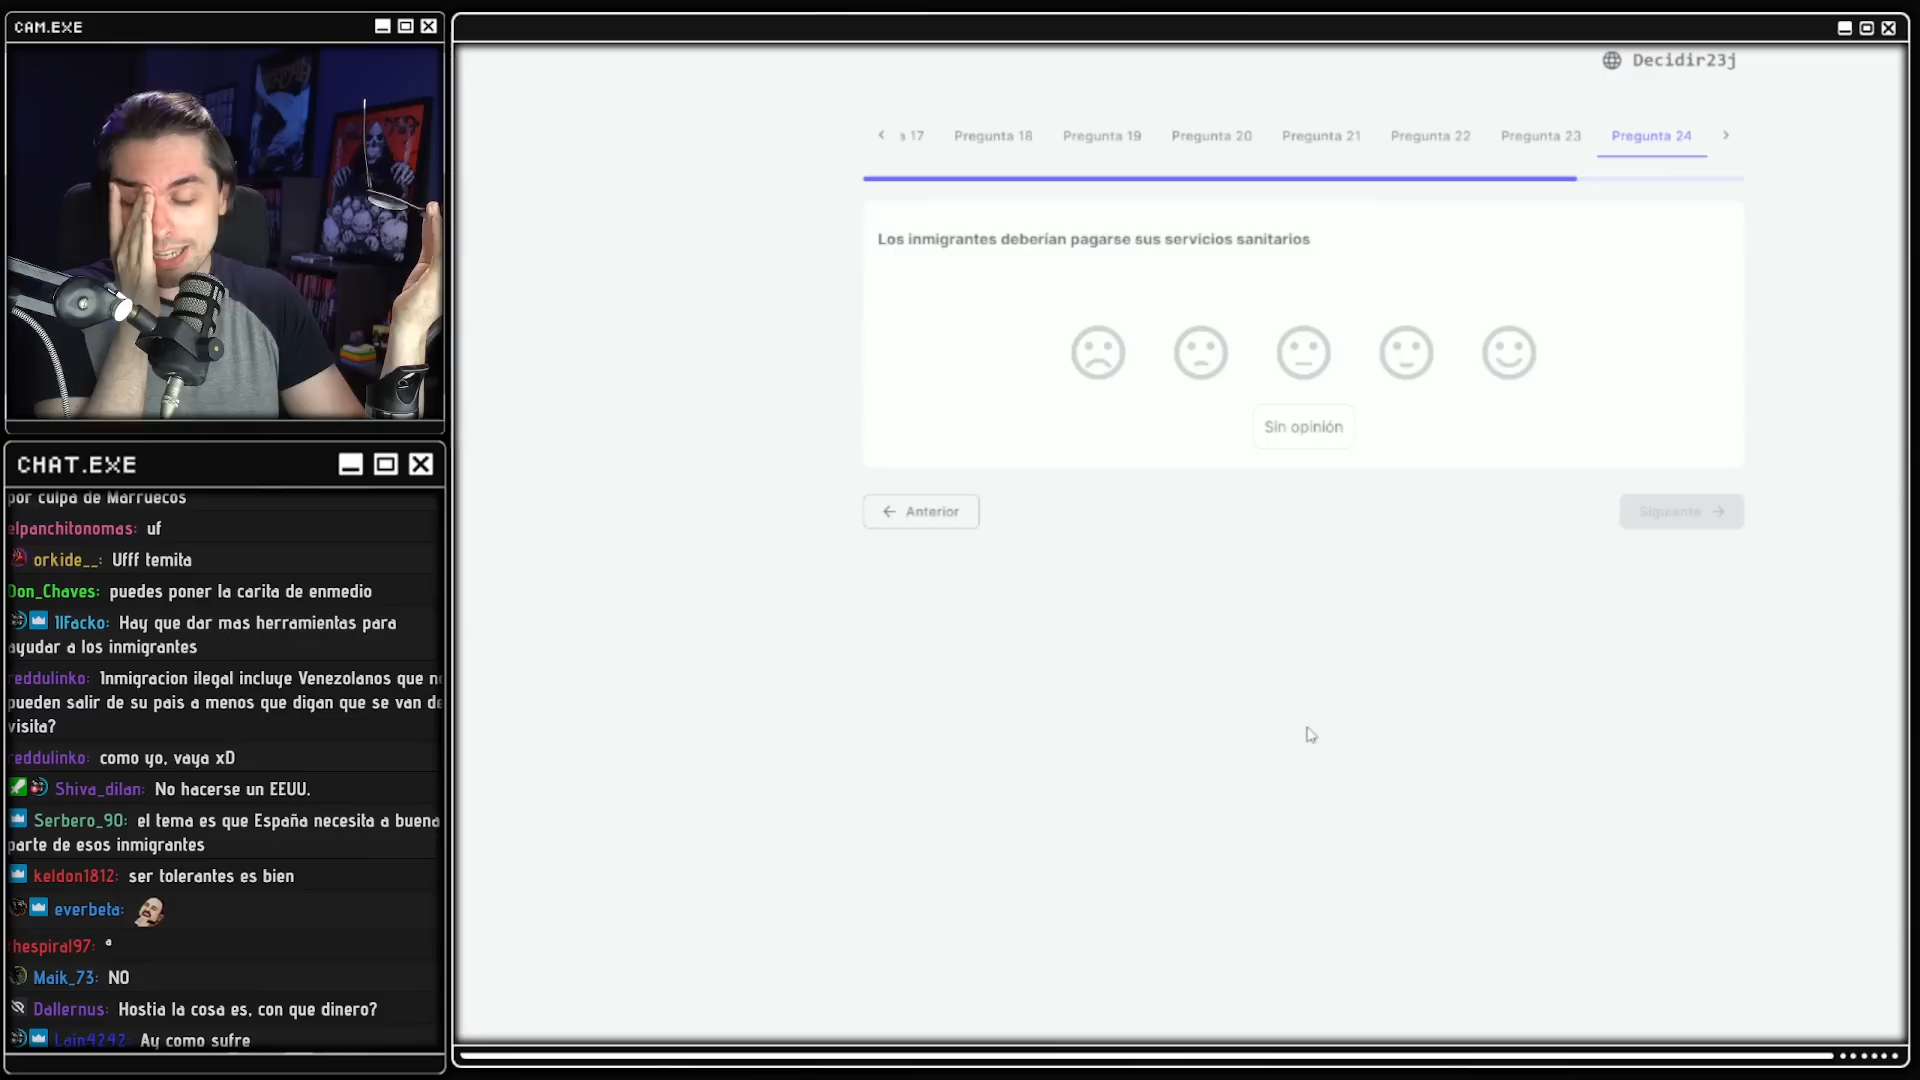 CAM.EXE
Decidir23j
a 17 Pregunta 18 Pregunta 19 Pregunta 20 Pregunta 21 Pregunta 22 Pregunta 23 Pregunta 24
Los inmigrantes deberían pagarse sus servicios sanitarios
Sin opinión
Anterior
Siguiente
CHAT.EXE
por culpa de Marruecos
elpanchitonomas: uf
orkide__: Ufff temita
Don_Chaves: puedes poner la carita de enmedio
11Facko: Hay que dar mas herramientas para
ayudar a los inmigrantes
reddulinko: Inmigracion ilegal incluye Venezolanos que no
pueden salir de su pais a menos que digan que se van de
visita?
reddulinko: como yo, vaya xD
Shiva_dilan: No hacerse un EEUU.
Serbero_90: el tema es que España necesita a buena
parte de esos inmigrantes
keldon1812: ser tolerantes es bien
everbeta:
thespiral97: ª
Maik_73: NO
Dallernus: Hostia la cosa es, con que dinero?
Lain4242: Ay como sufre